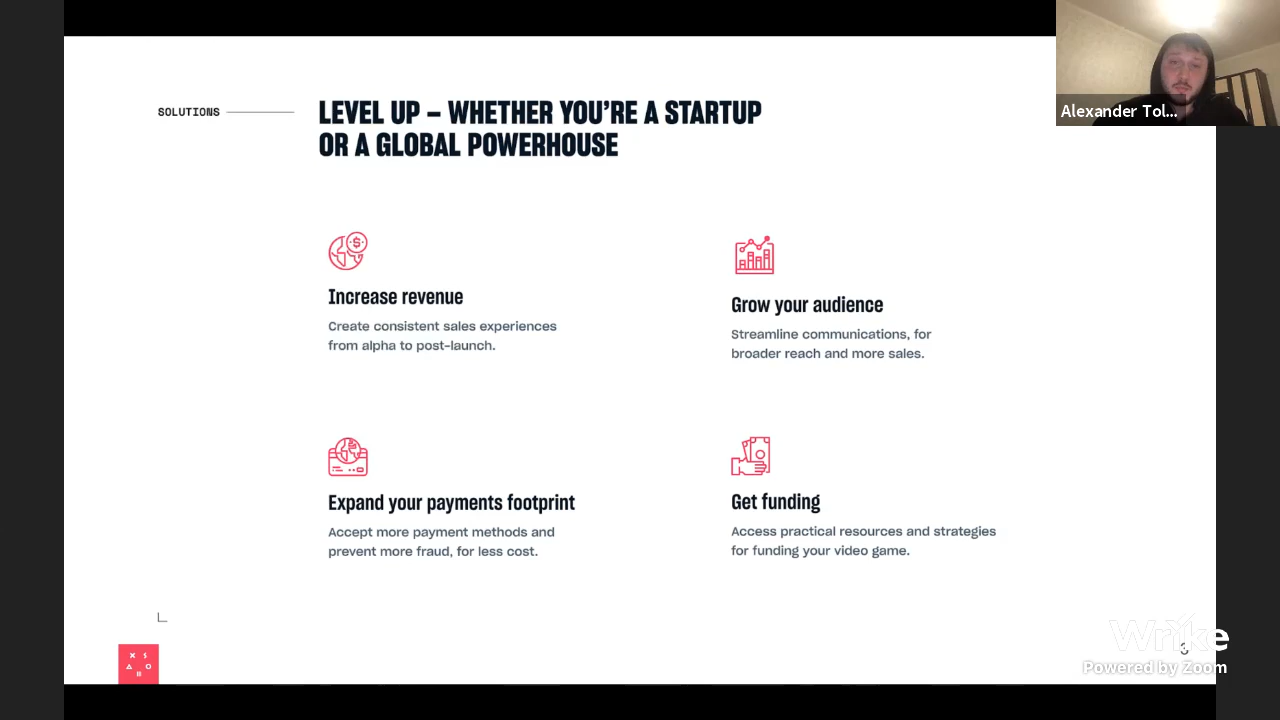 SOLUTIONS
LEVEL UP – WHETHER YOU'RE A STARTUP
OR A GLOBAL POWERHOUSE
Increase revenue
Create consistent sales experiences
from alpha to post-launch.
Grow your audience
Streamline communications, for
broader reach and more sales.
Expand your payments footprint
Accept more payment methods and
prevent more fraud, for less cost.
Get funding
Access practical resources and strategies
for funding your video game.
Alexander Tol...
Wrike
3
Powered by Zoom